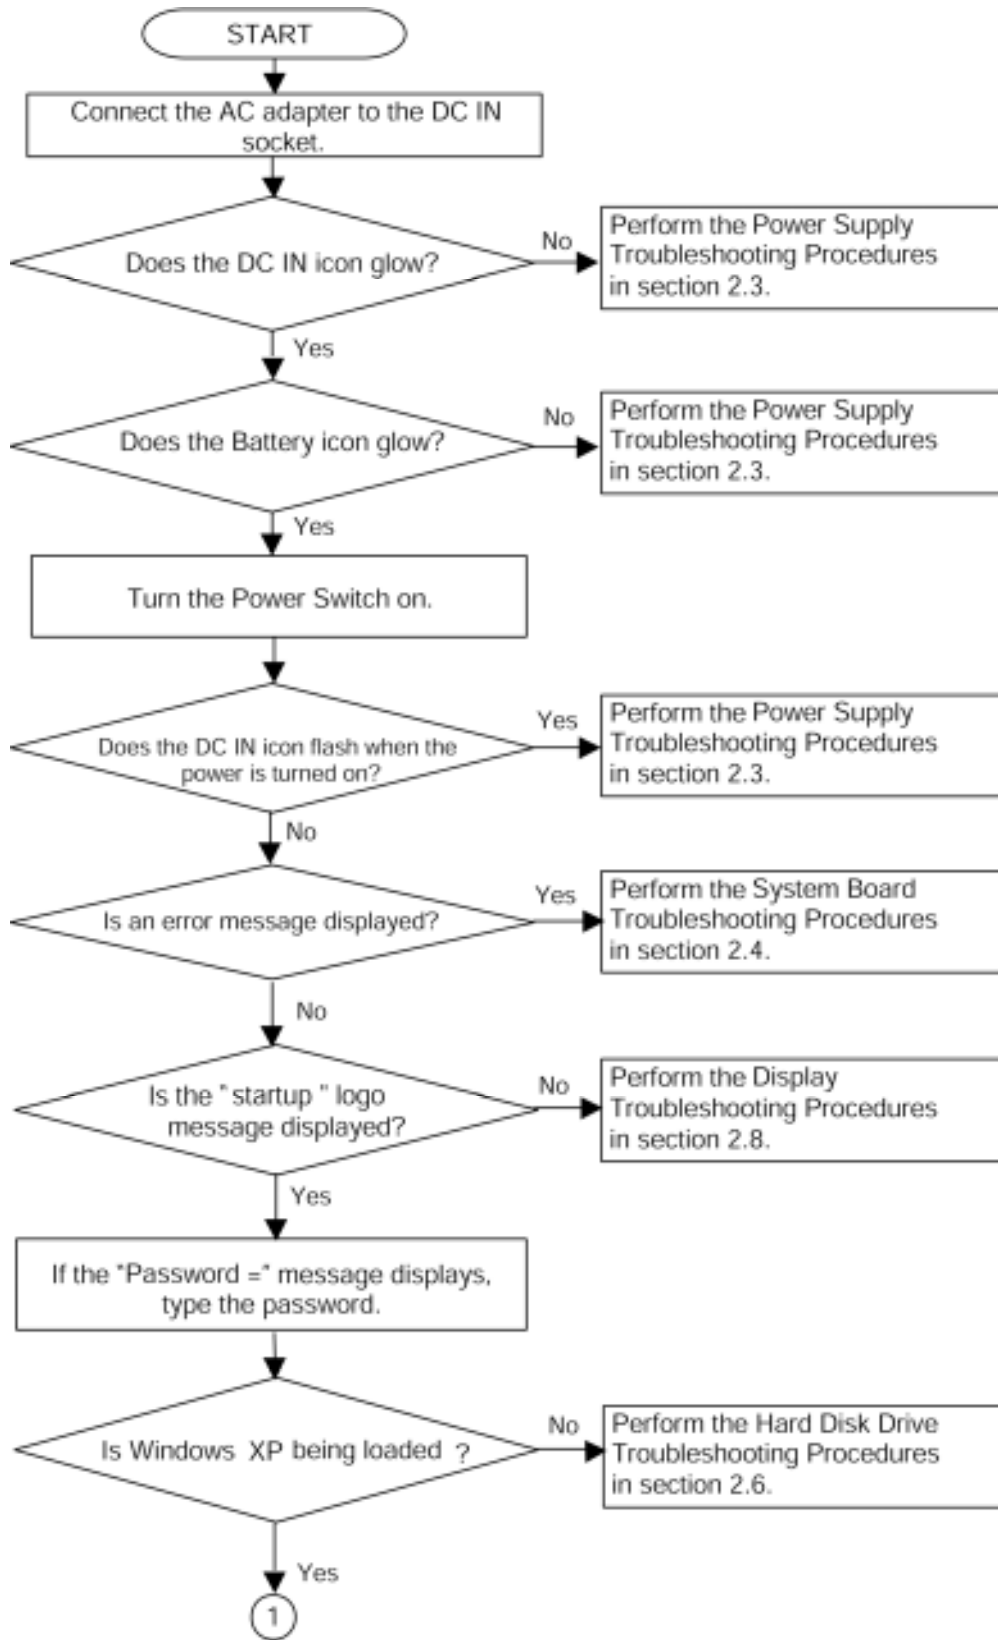 START
Connect the AC adapter to the DC IN
socket.
Does the DC IN icon glow?
No
Perform the Power Supply
Troubleshooting Procedures
in section 2.3.
Yes
Does the Battery icon glow?
No
Perform the Power Supply
Troubleshooting Procedures
in section 2.3.
Yes
Turn the Power Switch on.
Does the DC IN icon flash when the
power is turned on?
Yes
Perform the Power Supply
Troubleshooting Procedures
in section 2.3.
No
Is an error message displayed?
Yes
Perform the System Board
Troubleshooting Procedures
in section 2.4.
No
Is the " startup " logo
message displayed?
No
Perform the Display
Troubleshooting Procedures
in section 2.8.
Yes
If the "Password =" message displays,
type the password.
Is Windows XP being loaded ?
No
Perform the Hard Disk Drive
Troubleshooting Procedures
in section 2.6.
Yes
1